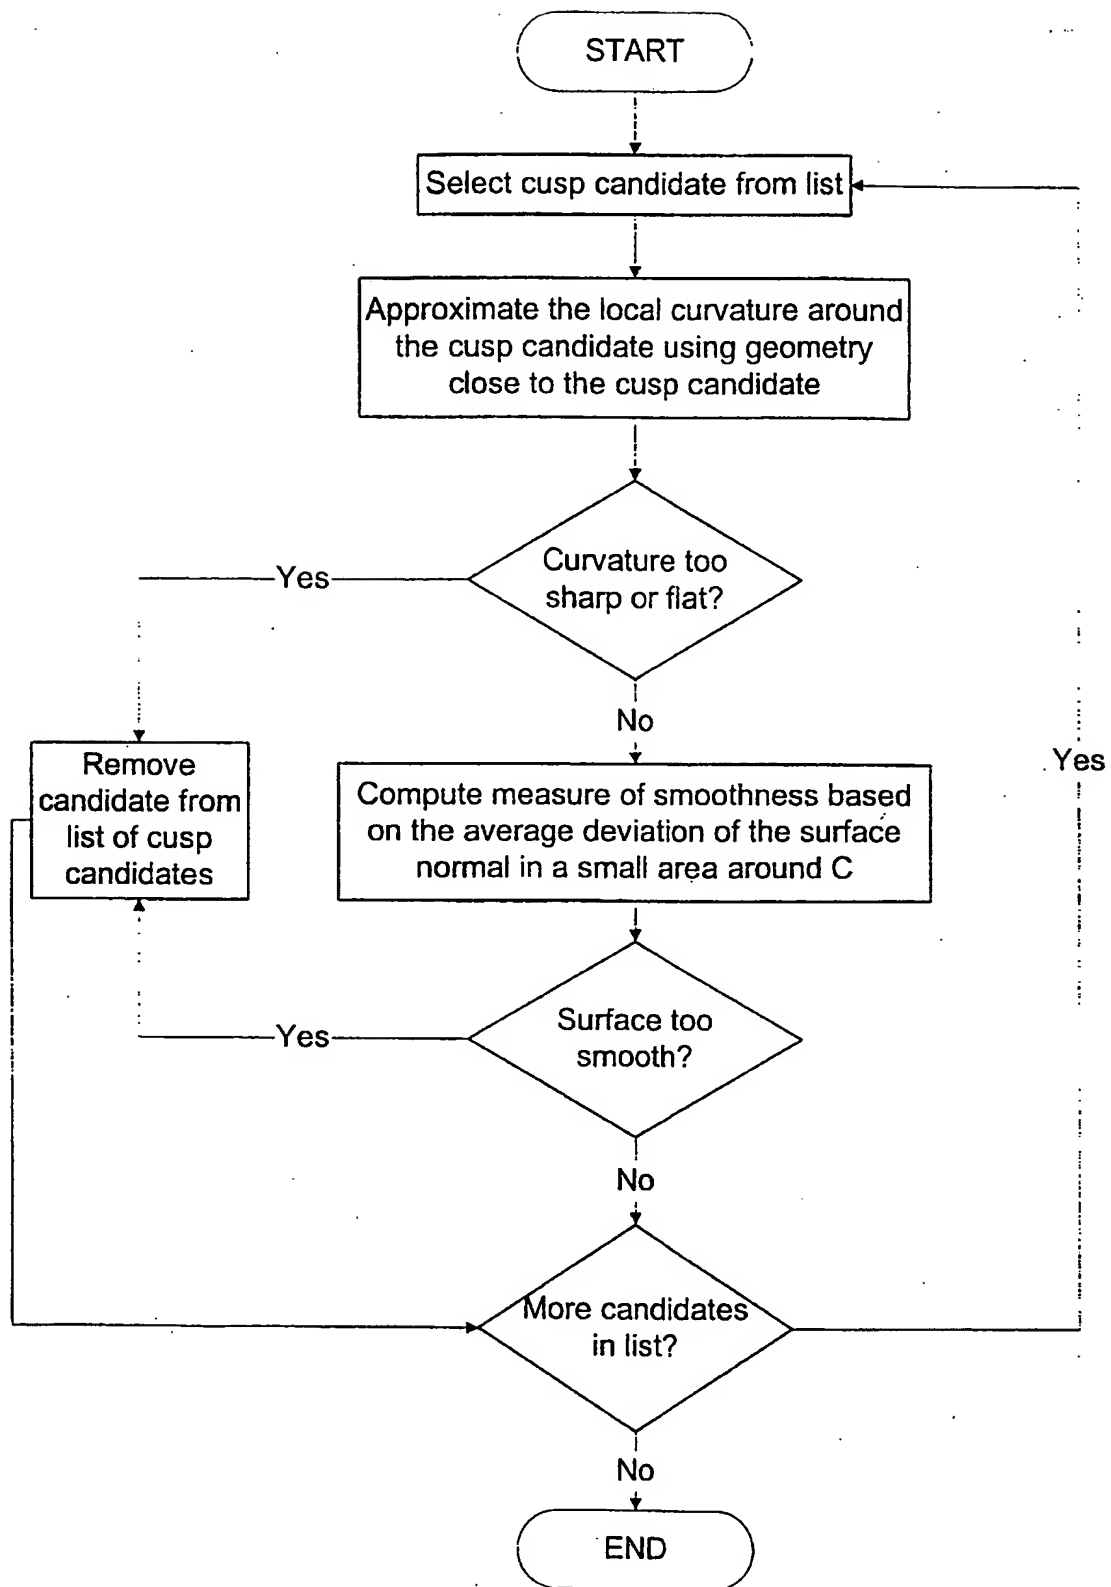 START
Select cusp candidate from list
Approximate the local curvature around
the cusp candidate using geometry
close to the cusp candidate
Curvature too
sharp or flat?
Yes
No
Remove
candidate from
list of cusp
candidates
Compute measure of smoothness based
on the average deviation of the surface
normal in a small area around C
Yes
Surface too
smooth?
Yes
No
More candidates
in list?
No
END